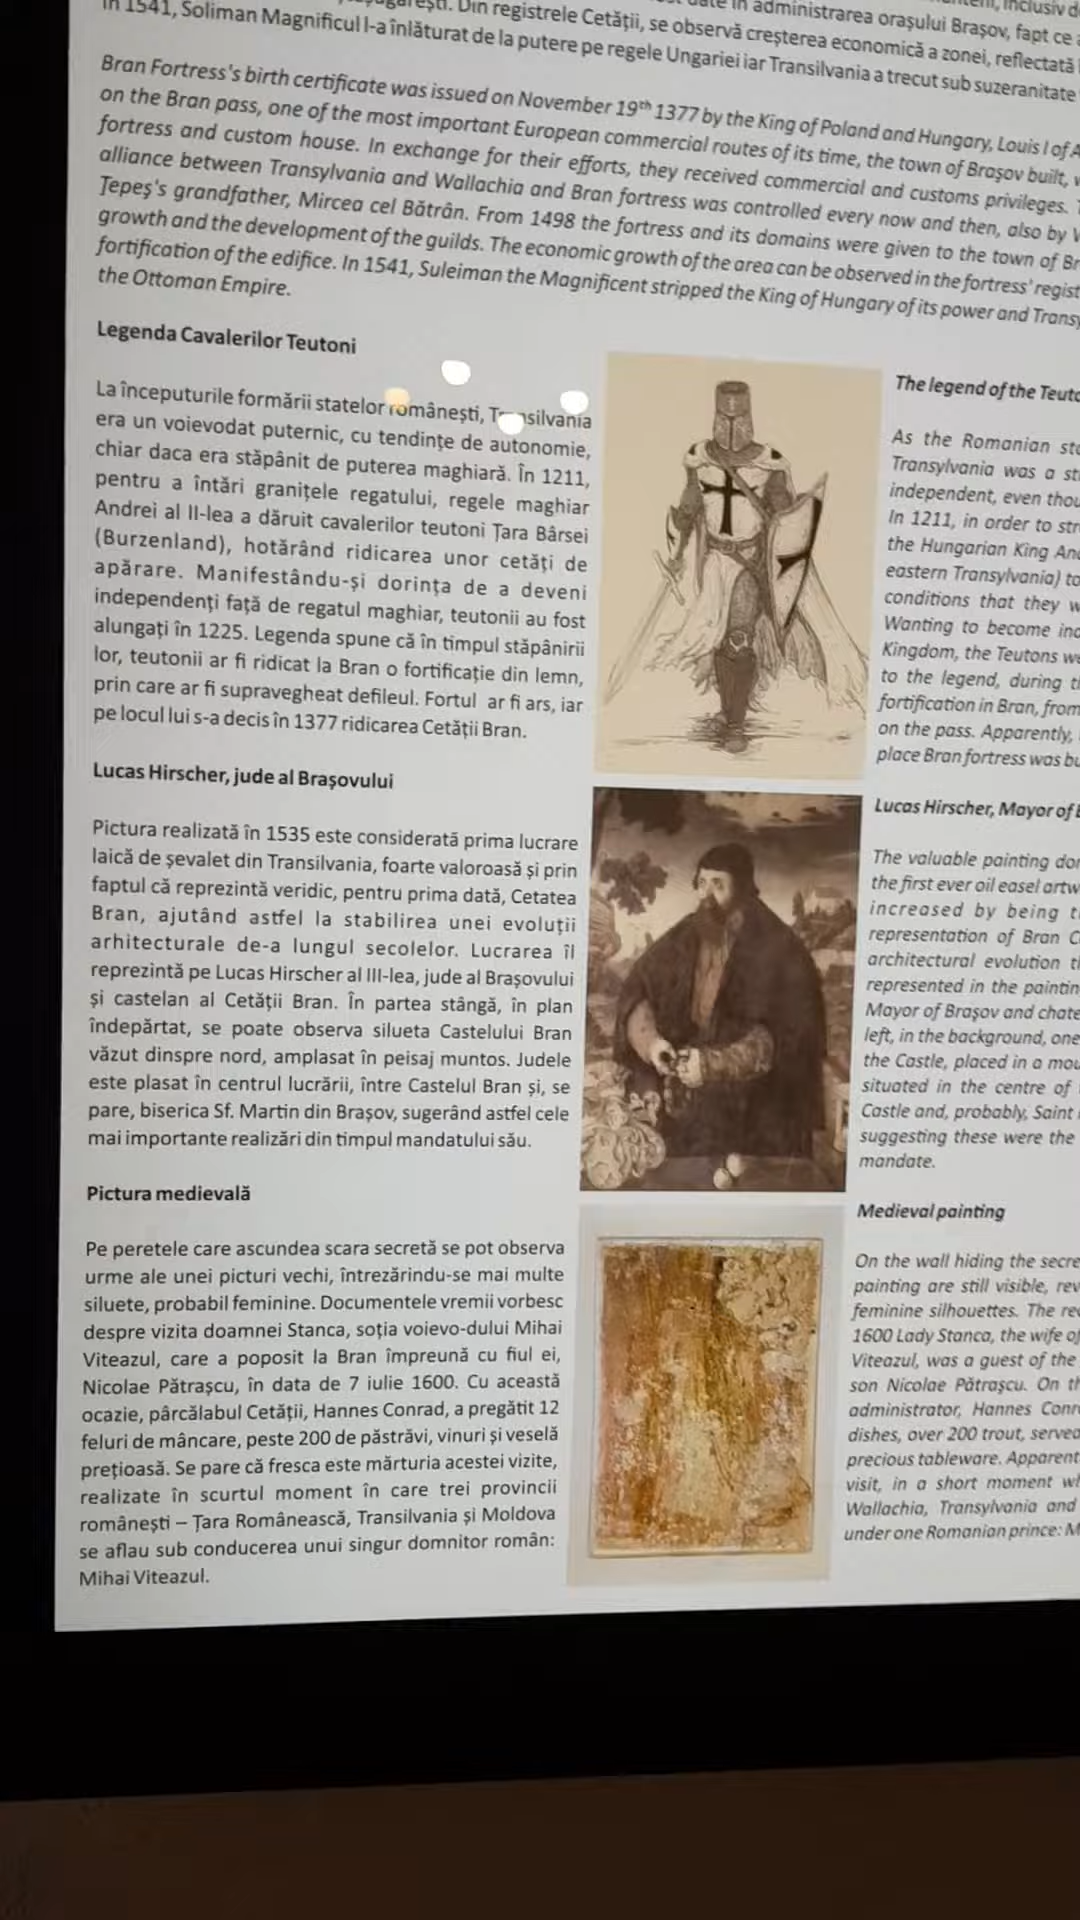 în administrarea orașului Brașov, fapt ce
În 1541, Soliman Magnificul l-a înlăturat de la putere pe regele Ungariei iar Transilvania a trecut sub suzeranitate
Din registrele Cetății, se observă creșterea economică a zonei, reflectată
Bran Fortress's birth certificate was issued on November 19th 1377 by the King of Poland and Hungary, Louis I of
on the Bran pass, one of the most important European commercial routes of its time, the town of Brașov built,
fortress and custom house. In exchange for their efforts, they received commercial and customs privileges.
alliance between Transylvania and Wallachia and Bran fortress was controlled every now and then, also by
Țepeș's grandfather, Mircea cel Bătrân. From 1498 the fortress and its domains were given to the town of
growth and the development of the guilds. The economic growth of the area can be observed in the fortress'
fortification of the edifice. In 1541, Suleiman the Magnificent stripped the King of Hungary of its power and
the Ottoman Empire.
Legenda Cavalerilor Teutoni
La începuturile formării statelor românești, Transilvania
era un voievodat puternic, cu tendințe de autonomie,
chiar daca era stăpânit de puterea maghiară. În 1211,
pentru a întări granițele regatului, regele maghiar
Andrei al II-lea a dăruit cavalerilor teutoni Țara Bârsei
(Burzenland), hotărând ridicarea unor cetăți de
apărare. Manifestându-și dorința de a deveni
independenți față de regatul maghiar, teutonii au fost
alungați în 1225. Legenda spune că în timpul stăpânirii
lor, teutonii ar fi ridicat la Bran o fortificație din lemn,
prin care ar fi supravegheat defileul. Fortul ar fi ars, iar
pe locul lui s-a decis în 1377 ridicarea Cetății Bran.
The legend of the
As the Romanian
Transylvania was a
independent, even
In 1211, in order to
the Hungarian King
eastern Transylvania) to
conditions that they
Wanting to become
Kingdom, the Teutons
to the legend, during
fortification in Bran, from
on the pass. Apparently,
place Bran fortress was
Lucas Hirscher, jude al Brașovului
Pictura realizată în 1535 este considerată prima lucrare
laică de șevalet din Transilvania, foarte valoroasă și prin
faptul că reprezintă veridic, pentru prima dată, Cetatea
Bran, ajutând astfel la stabilirea unei evoluții
arhitecturale de-a lungul secolelor. Lucrarea îl
reprezintă pe Lucas Hirscher al III-lea, jude al Brașovului
și castelan al Cetății Bran. În partea stângă, în plan
îndepărtat, se poate observa silueta Castelului Bran
văzut dinspre nord, amplasat în peisaj muntos. Judele
este plasat în centrul lucrării, între Castelul Bran și, se
pare, biserica Sf. Martin din Brașov, sugerând astfel cele
mai importante realizări din timpul mandatului său.
Lucas Hirscher, Mayor of
The valuable painting
the first ever oil easel
increased by being
representation of Bran
architectural evolution
represented in the
Mayor of Brașov and
left, in the background, one
the Castle, placed in a
situated in the centre of
Castle and, probably, Saint
suggesting these were the
mandate.
Pictura medievală
Pe peretele care ascundea scara secretă se pot observa
urme ale unei picturi vechi, întrezărindu-se mai multe
siluete, probabil feminine. Documentele vremii vorbesc
despre vizita doamnei Stanca, soția voievo-dului Mihai
Viteazul, care a poposit la Bran împreună cu fiul ei,
Nicolae Pătrașcu, în data de 7 iulie 1600. Cu această
ocazie, pârcălabul Cetății, Hannes Conrad, a pregătit 12
feluri de mâncare, peste 200 de păstrăvi, vinuri și veselă
prețioasă. Se pare că fresca este mărturia acestei vizite,
realizate în scurtul moment în care trei provincii
românești – Țara Românească, Transilvania și Moldova
se aflau sub conducerea unui singur domnitor român:
Mihai Viteazul.
Medieval painting
On the wall hiding the
painting are still visible,
feminine silhouettes. The
1600 Lady Stanca, the wife of
Viteazul, was a guest of the
son Nicolae Pătrașcu. On
administrator, Hannes
dishes, over 200 trout,
precious tableware.
visit, in a short moment
Wallachia, Transylvania and
under one Romanian prince: